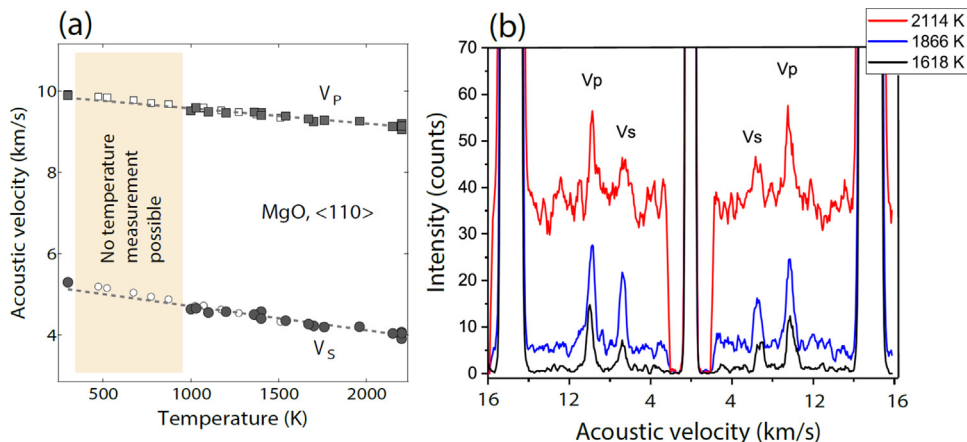 (a)
10
8
6
4
Acoustic velocity (km/s)
No temperature
measurement
possible
VP
MgO, <110>
VS
500
1000
1500
2000
Temperature (K)
(b)
2114 K
1866 K
1618 K
70
60
50
40
30
20
10
0
Intensity (counts)
Vp
Vs
Vs
Vp
16
12
8
4
4
8
12
16
Acoustic velocity (km/s)